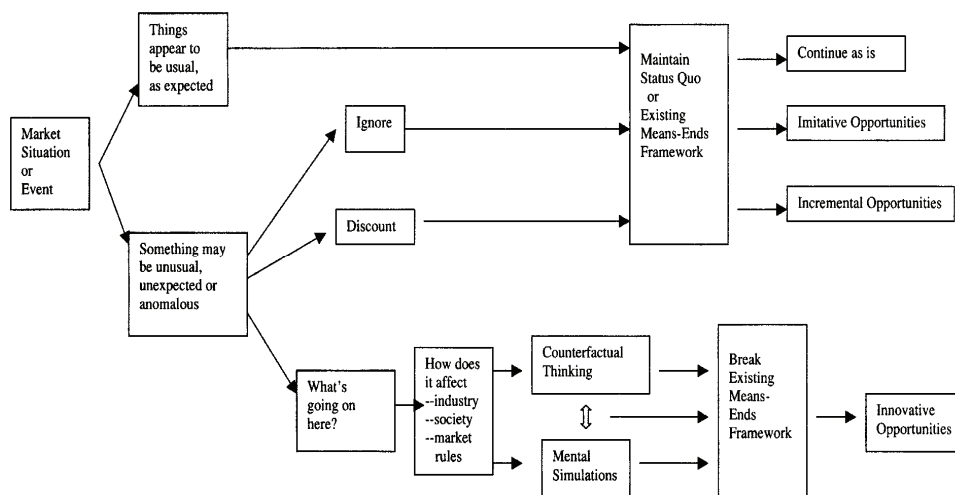 Things
appear to
be usual,
as expected
Market
Situation
or
Event
Ignore
Discount
Maintain
Status Quo
or
Existing
Means-Ends
Framework
Continue as is
Imitative Opportunities
Incremental Opportunities
Something may
be unusual,
unexpected or
anomalous
What's
going on
here?
How does
it affect
--industry
--society
--market
rules
Counterfactual
Thinking
Mental
Simulations
Break
Existing
Means-
Ends
Framework
Innovative
Opportunities